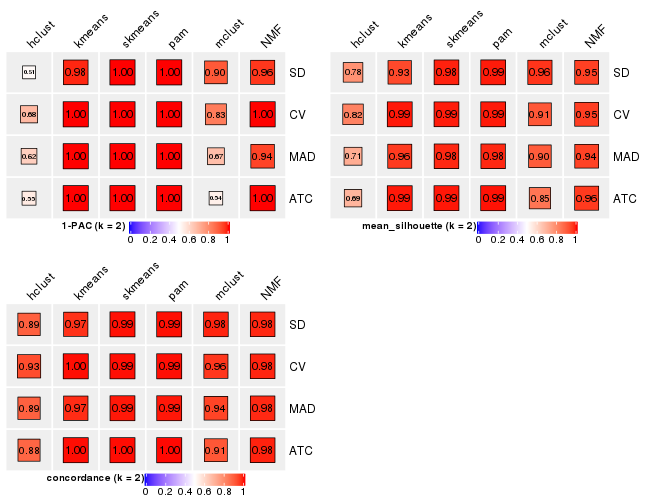 hclust kmeans skmeans pam mclust NMF
0.51 0.98 1.00 1.00 0.90 0.96 SD
0.68 1.00 1.00 1.00 0.83 1.00 CV
0.62 1.00 1.00 1.00 0.67 0.94 MAD
0.55 1.00 1.00 1.00 0.54 1.00 ATC
1-PAC (k = 2)
0 0.2 0.4 0.6 0.8 1
hclust kmeans skmeans pam mclust NMF
0.78 0.93 0.98 0.99 0.96 0.95 SD
0.82 0.99 0.99 0.99 0.91 0.95 CV
0.71 0.96 0.98 0.98 0.90 0.94 MAD
0.69 0.99 0.99 0.99 0.85 0.96 ATC
mean_silhouette (k = 2)
0 0.2 0.4 0.6 0.8 1
hclust kmeans skmeans pam mclust NMF
0.89 0.97 0.99 0.99 0.98 0.98 SD
0.93 1.00 0.99 0.99 0.96 0.98 CV
0.89 0.97 0.99 0.99 0.94 0.98 MAD
0.88 1.00 1.00 1.00 0.91 0.98 ATC
concordance (k = 2)
0 0.2 0.4 0.6 0.8 1